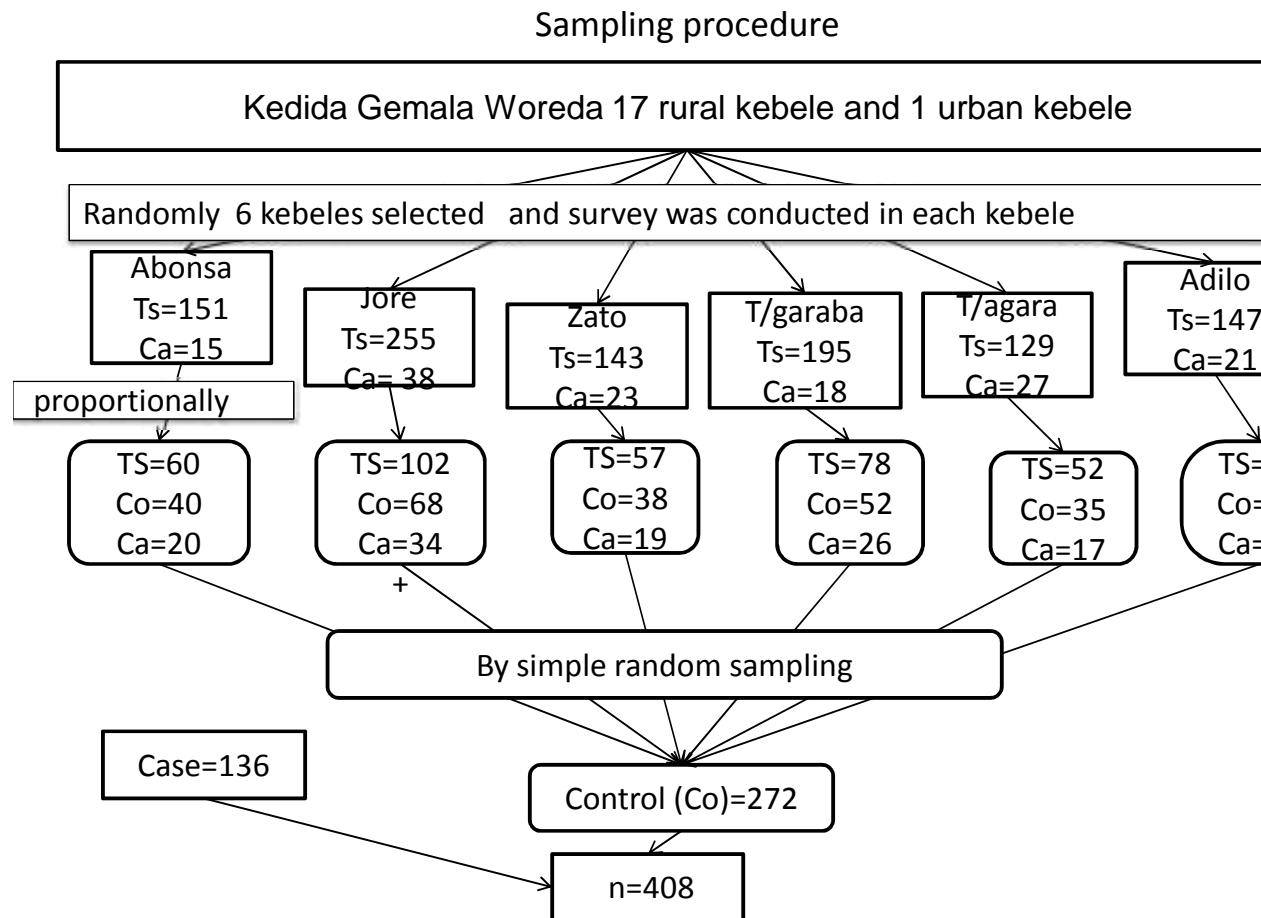 Sampling procedure
Kedida Gemala Woreda 17 rural kebele and 1 urban kebele
Randomly 6 kebeles selected and survey was conducted in each kebele
Abonsa
Ts=151
Ca=15
Jore
Ts=255
Ca= 38
Zato
Ts=143
Ca=23
T/garaba
Ts=195
Ca=18
T/agara
Ts=129
Ca=27
Adilo
Ts=147
Ca=21
proportionally
TS=60
Co=40
Ca=20
TS=102
Co=68
Ca=34
+
TS=57
Co=38
Ca=19
TS=78
Co=52
Ca=26
TS=52
Co=35
Ca=17
TS=
Co=
Ca=
By simple random sampling
Case=136
Control (Co)=272
n=408